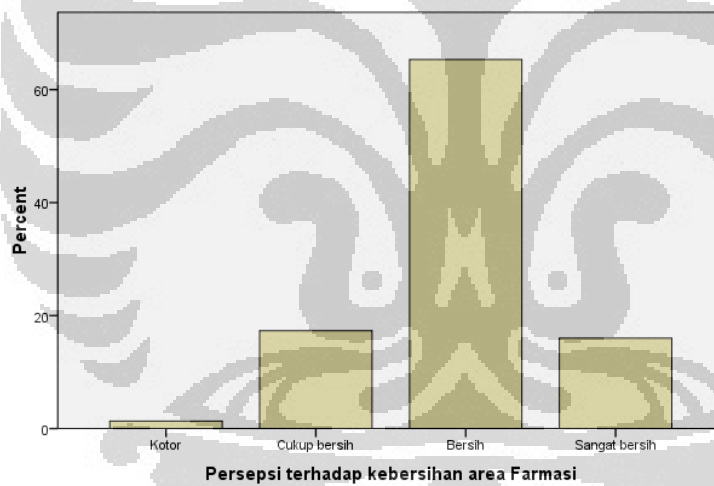 Percent
60
40
20
0
Kotor Cukup bersih Bersih Sangat bersih
Persepsi terhadap kebersihan area Farmasi